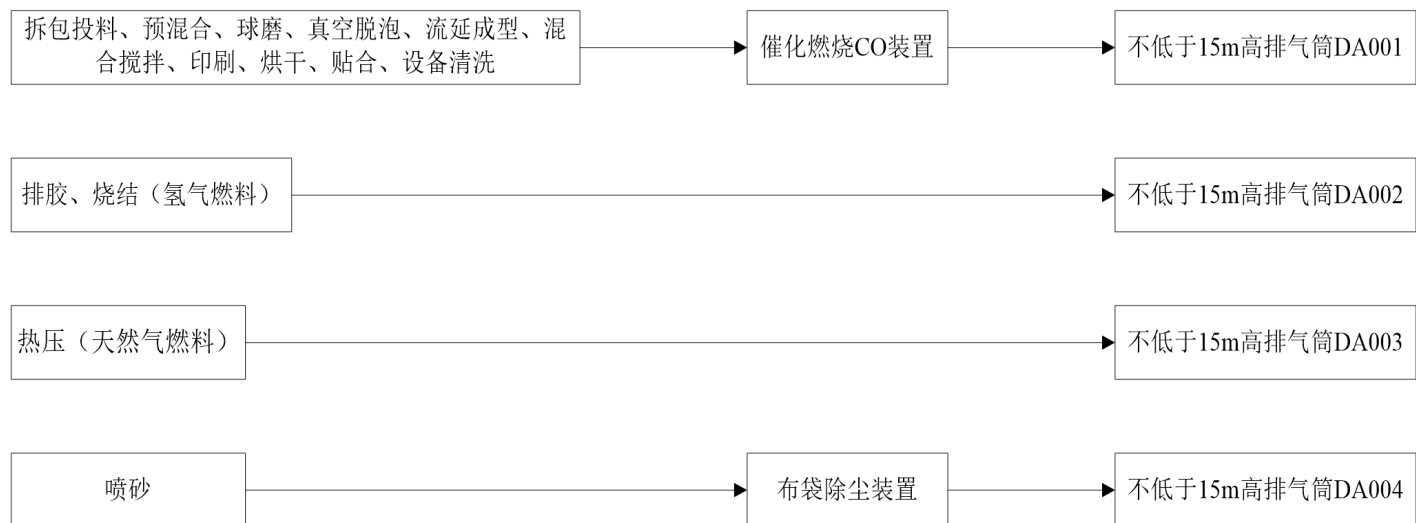 拆包投料、预混合、球磨、真空脱泡、流延成型、混
合搅拌、印刷、烘干、贴合、设备清洗
催化燃烧CO装置
不低于15m高排气筒DA001
排胶、烧结（氢气燃料）
不低于15m高排气筒DA002
热压（天然气燃料）
不低于15m高排气筒DA003
喷砂
布袋除尘装置
不低于15m高排气筒DA004